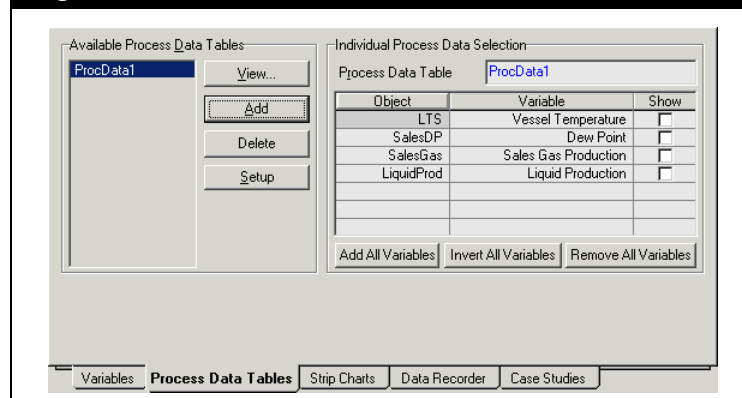 Available Process Data Tables
ProcData1
View...
Add
Delete
Setup
Individual Process Data Selection
Process Data Table ProcData1
Object Variable Show
LTS Vessel Temperature
SalesDP Dew Point
SalesGas Sales Gas Production
LiquidProd Liquid Production
Add All Variables Invert All Variables Remove All Variables
Variables Process Data Tables Strip Charts Data Recorder Case Studies